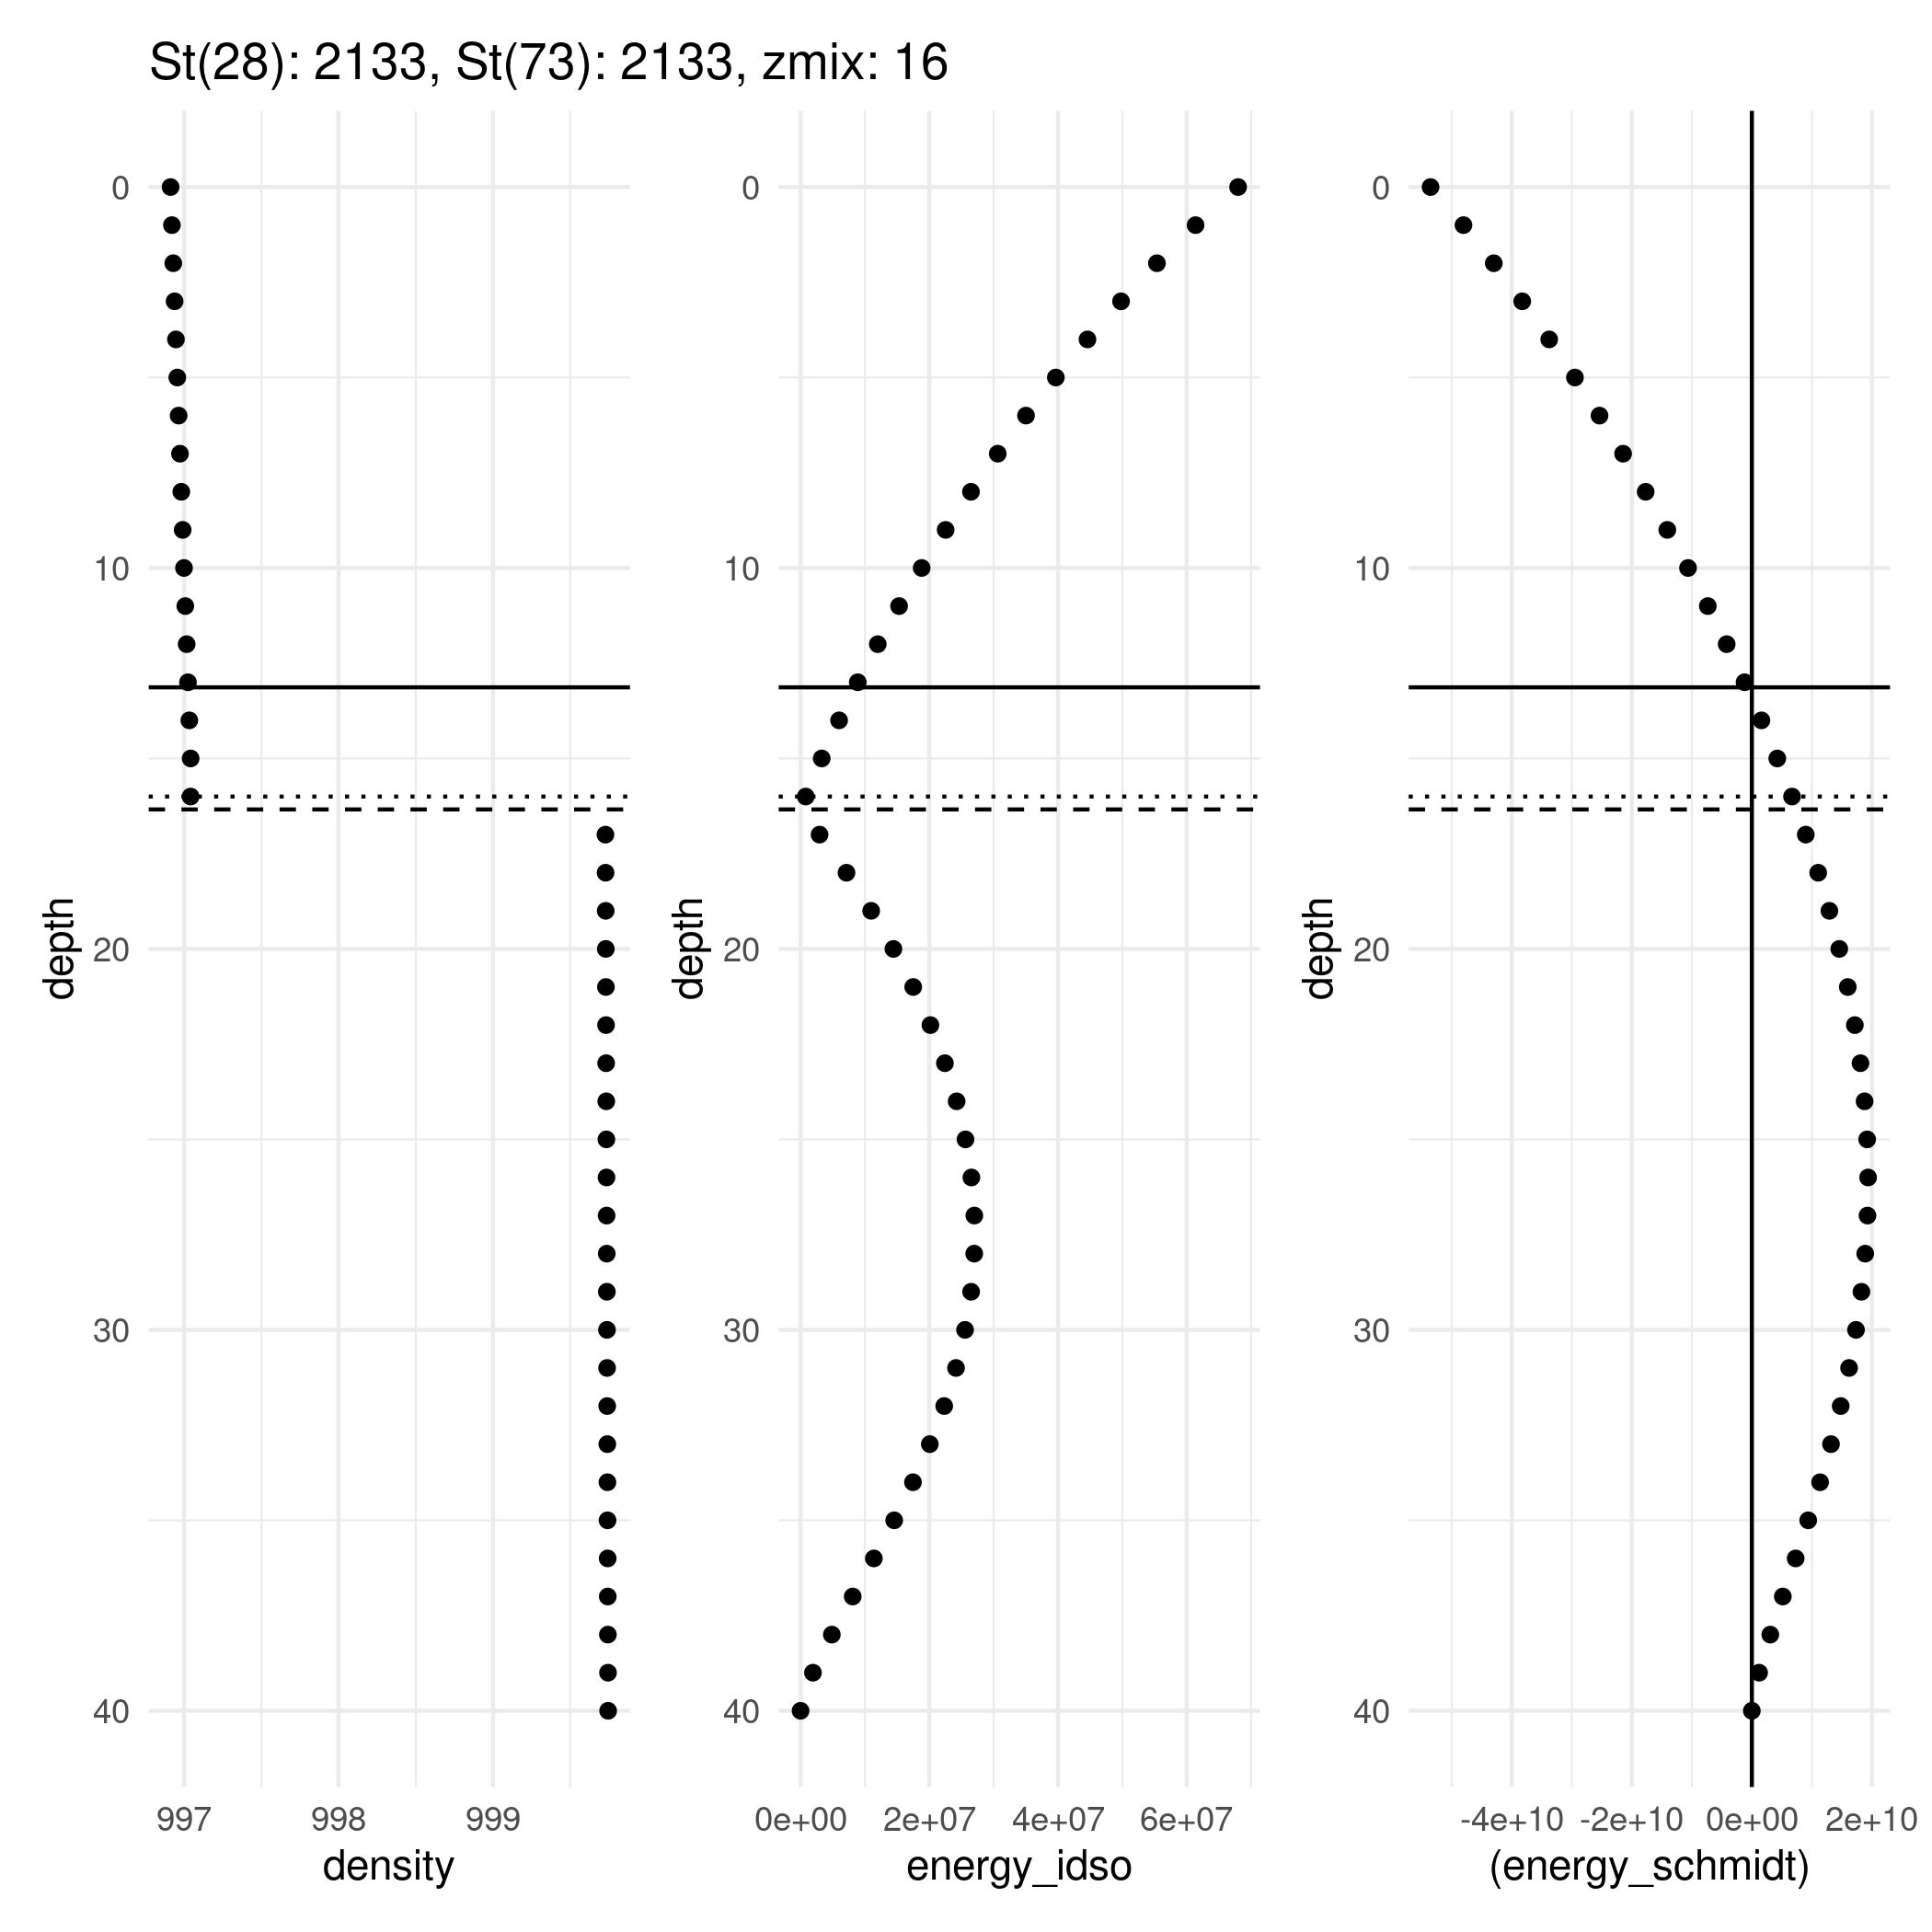 St(28): 2133, St(73): 2133, zmix: 16
depth
0
10
20
30
40
997 998 999
density
depth
0
10
20
30
40
0e+00 2e+07 4e+07 6e+07
energy_idso
depth
0
10
20
30
40
-4e+10 -2e+10 0e+00 2e+10
(energy_schmidt)